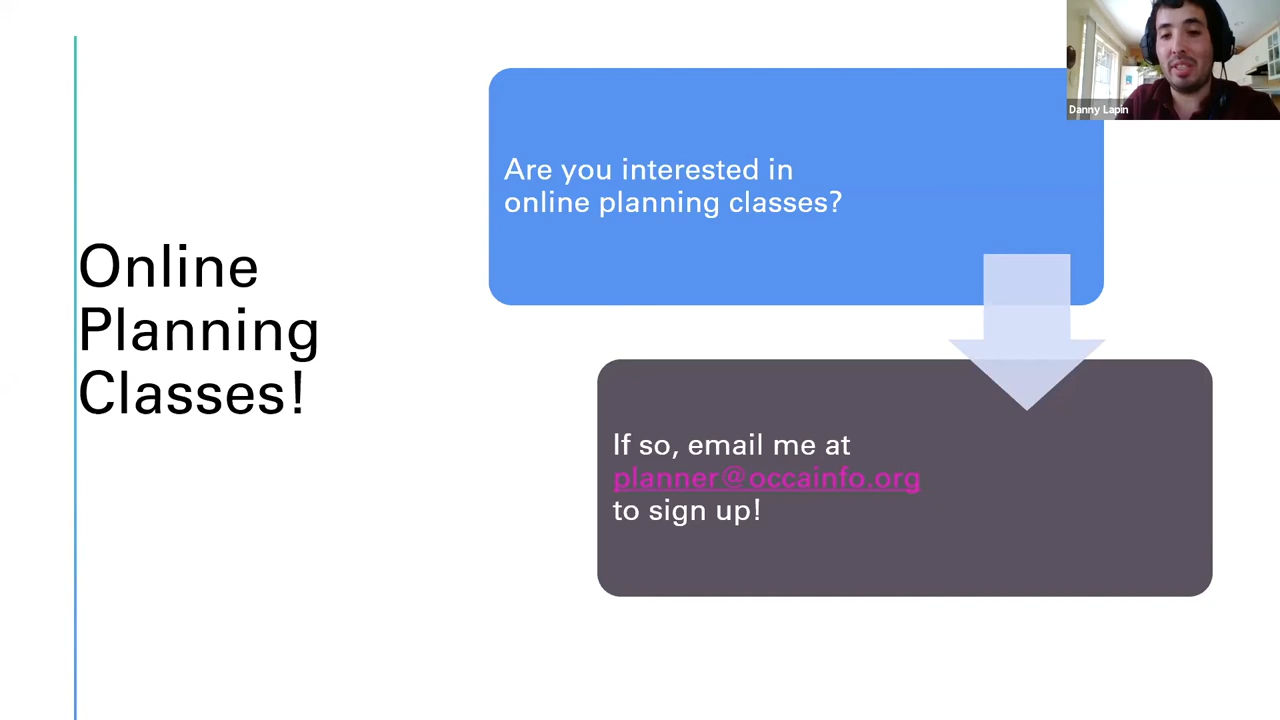 Online
Planning
Classes!
Are you interested in
online planning classes?
If so, email me at
planner@occainfo.org
to sign up!
Danny Lapin